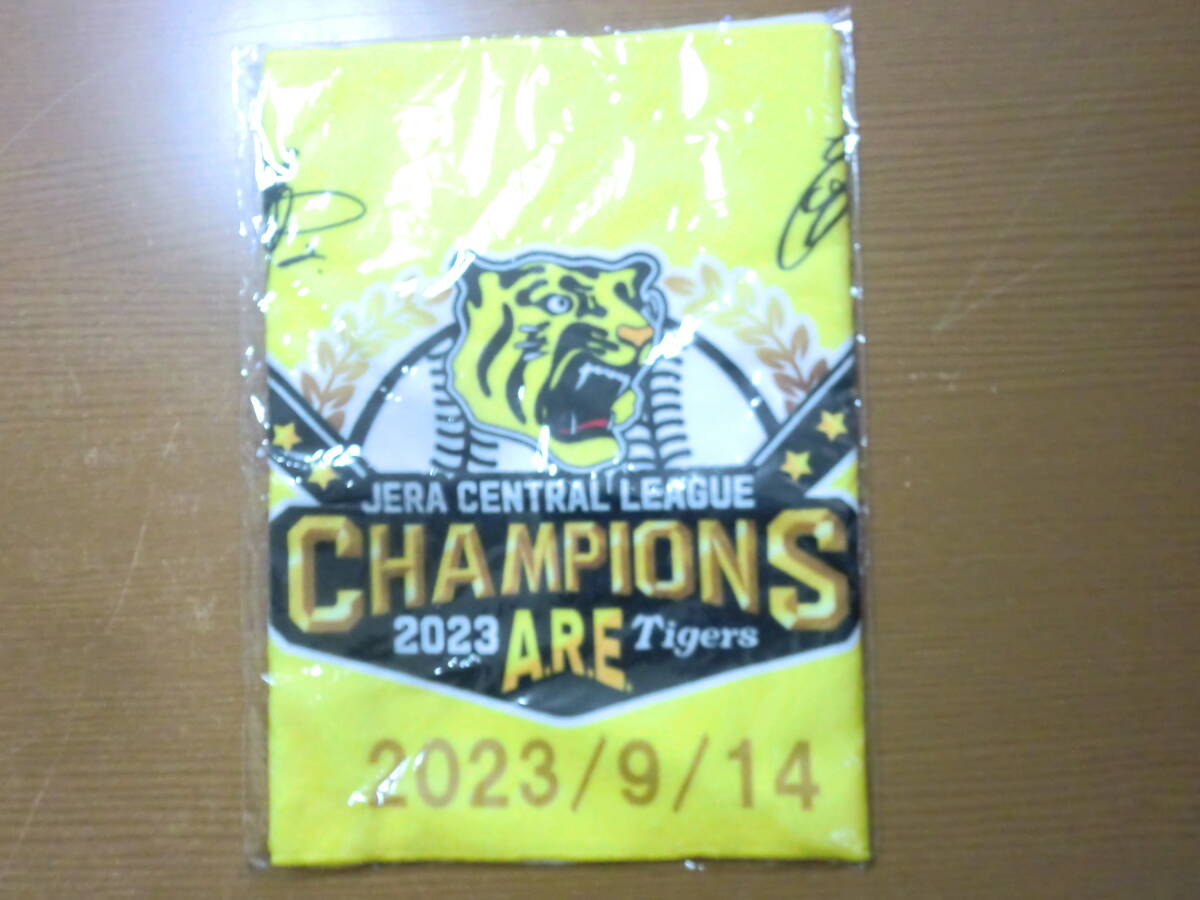 JERA CENTRAL LEAGUE
CHAMPIONS
2023 A.R.E. Tigers
2023/9/14